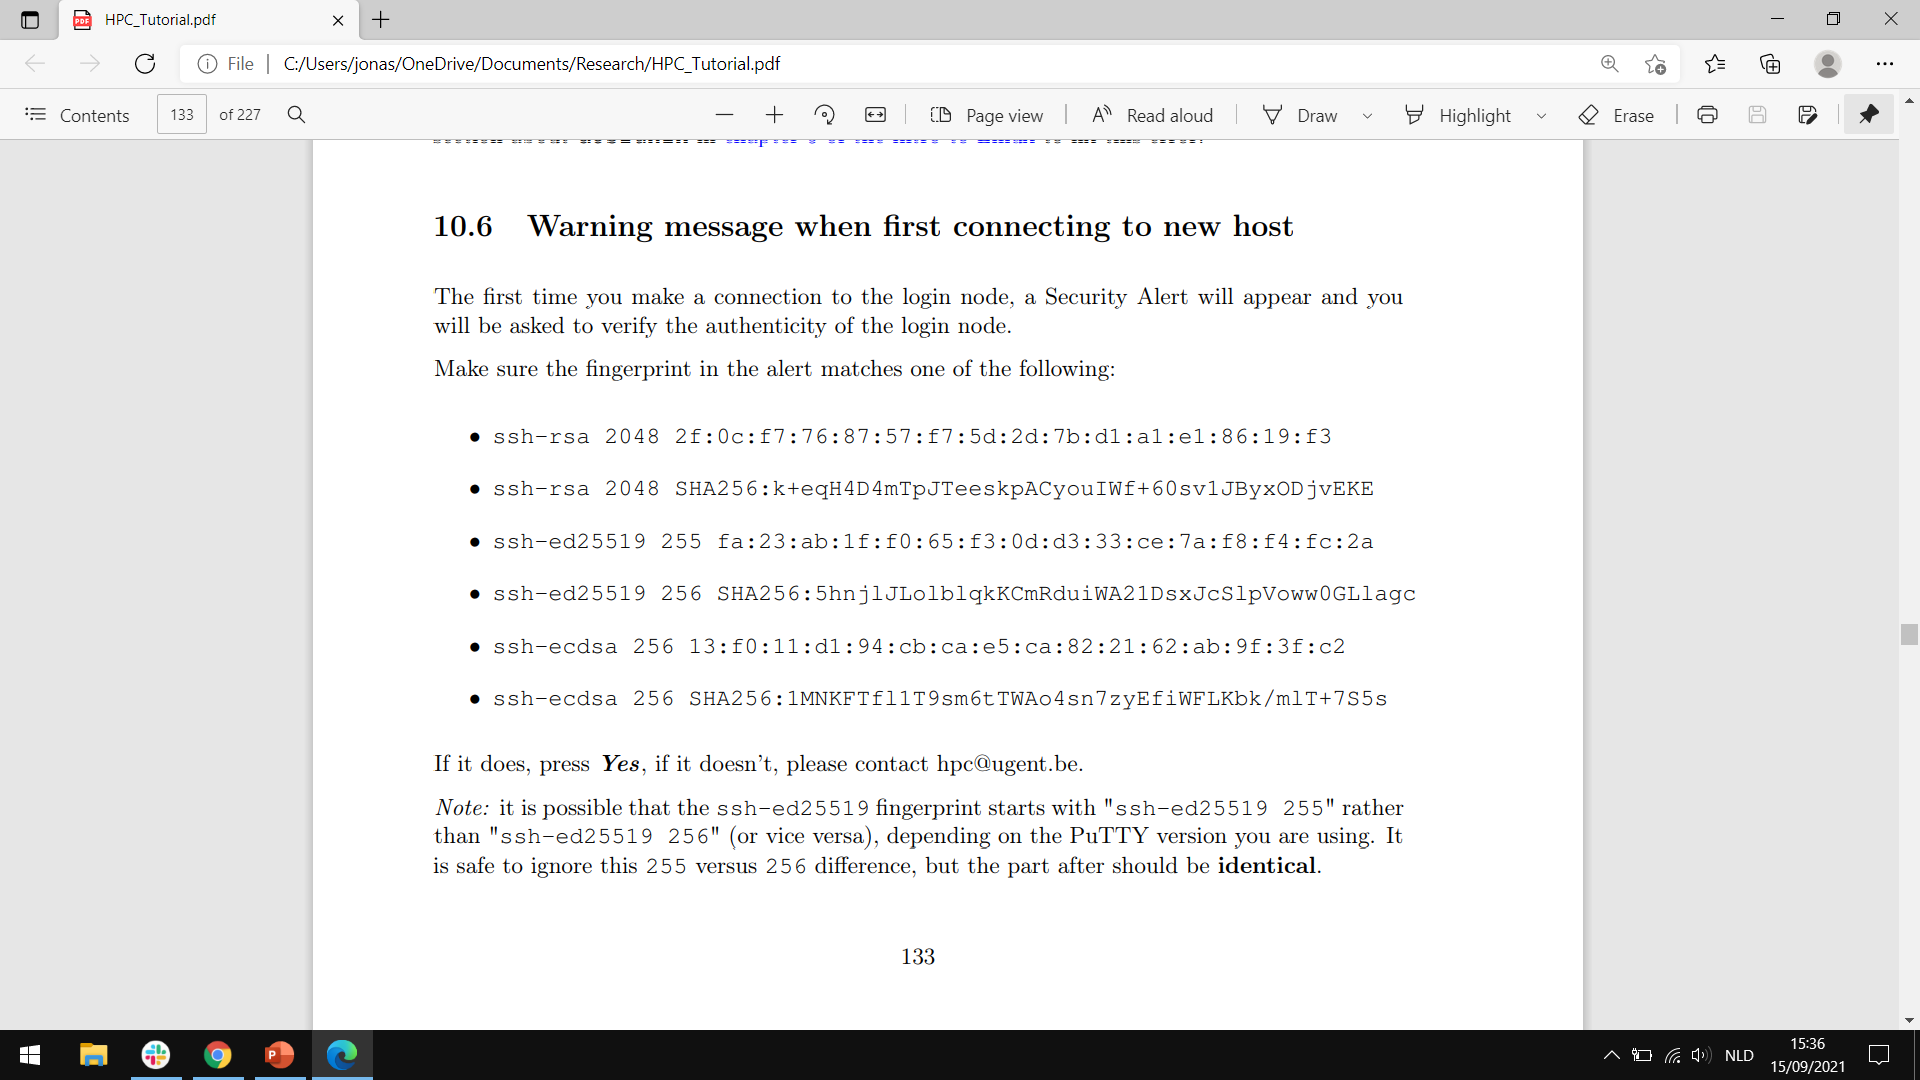 HPC_Tutorial.pdf
File
C:/Users/jonas/OneDrive/Documents/Research/HPC_Tutorial.pdf
Contents
133
of 227
Page view
Read aloud
Draw
Highlight
Erase
10.6 Warning message when first connecting to new host
The first time you make a connection to the login node, a Security Alert will appear and you
will be asked to verify the authenticity of the login node.
Make sure the fingerprint in the alert matches one of the following:
• ssh-rsa 2048 2f:0c:f7:76:87:57:f7:5d:2d:7b:d1:a1:e1:86:19:f3
• ssh-rsa 2048 SHA256:k+eqH4D4mTpJTeeskpACyouIWf+60sv1JByxODjvEKE
• ssh-ed25519 255 fa:23:ab:1f:f0:65:f3:0d:d3:33:ce:7a:f8:f4:fc:2a
• ssh-ed25519 256 SHA256:5hnjlJLolblqkKCmRduiWA21DsxJcSlpVoww0GLlagc
• ssh-ecdsa 256 13:f0:11:d1:94:cb:ca:e5:ca:82:21:62:ab:9f:3f:c2
• ssh-ecdsa 256 SHA256:1MNKFTfl1T9sm6tTWAo4sn7zyEfiWFLKbk/mlT+7S5s
If it does, press Yes, if it doesn't, please contact hpc@ugent.be.
Note: it is possible that the ssh-ed25519 fingerprint starts with "ssh-ed25519 255" rather
than "ssh-ed25519 256" (or vice versa), depending on the PuTTY version you are using. It
is safe to ignore this 255 versus 256 difference, but the part after should be identical.
133
NLD
15:36
15/09/2021